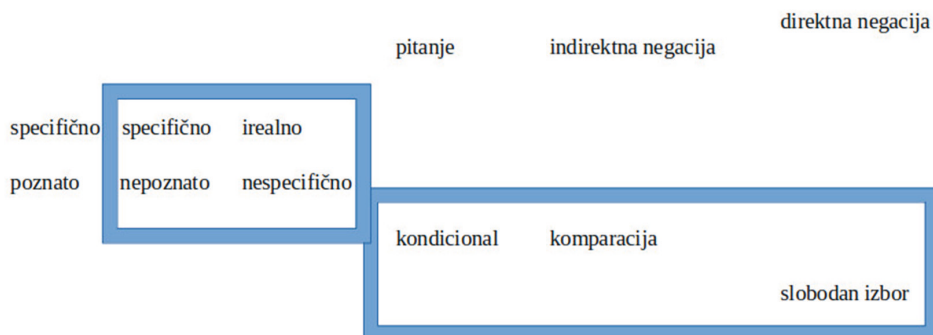 direktna negacija
pitanje indirektna negacija
specifično specifično irealno
poznato nepoznato nespecifično
kondicional komparacija
slobodan izbor